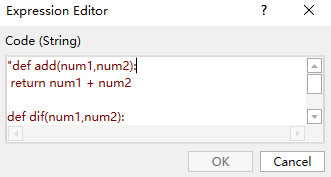 Expression Editor
?
Code (String)
"def add(num1,num2):
 return num1 + num2

def dif(num1,num2):
OK
Cancel